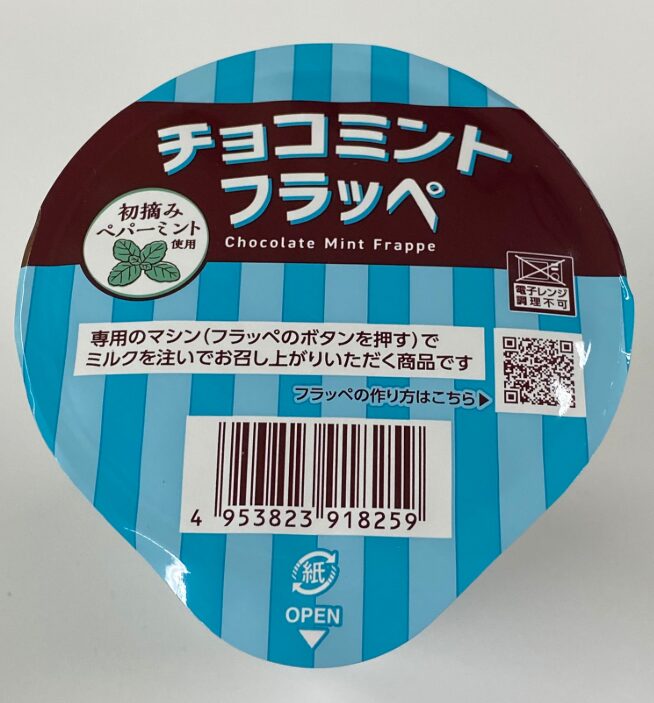 チョコミント
フラッペ
Chocolate Mint Frappe
初摘み
ペパーミント
使用
電子レンジ
調理不可
専用のマシン(フラッペのボタンを押す)で
ミルクを注いでお召し上がりいただく商品です
フラッペの作り方はこちら▶
4 953823 918259
紙
OPEN